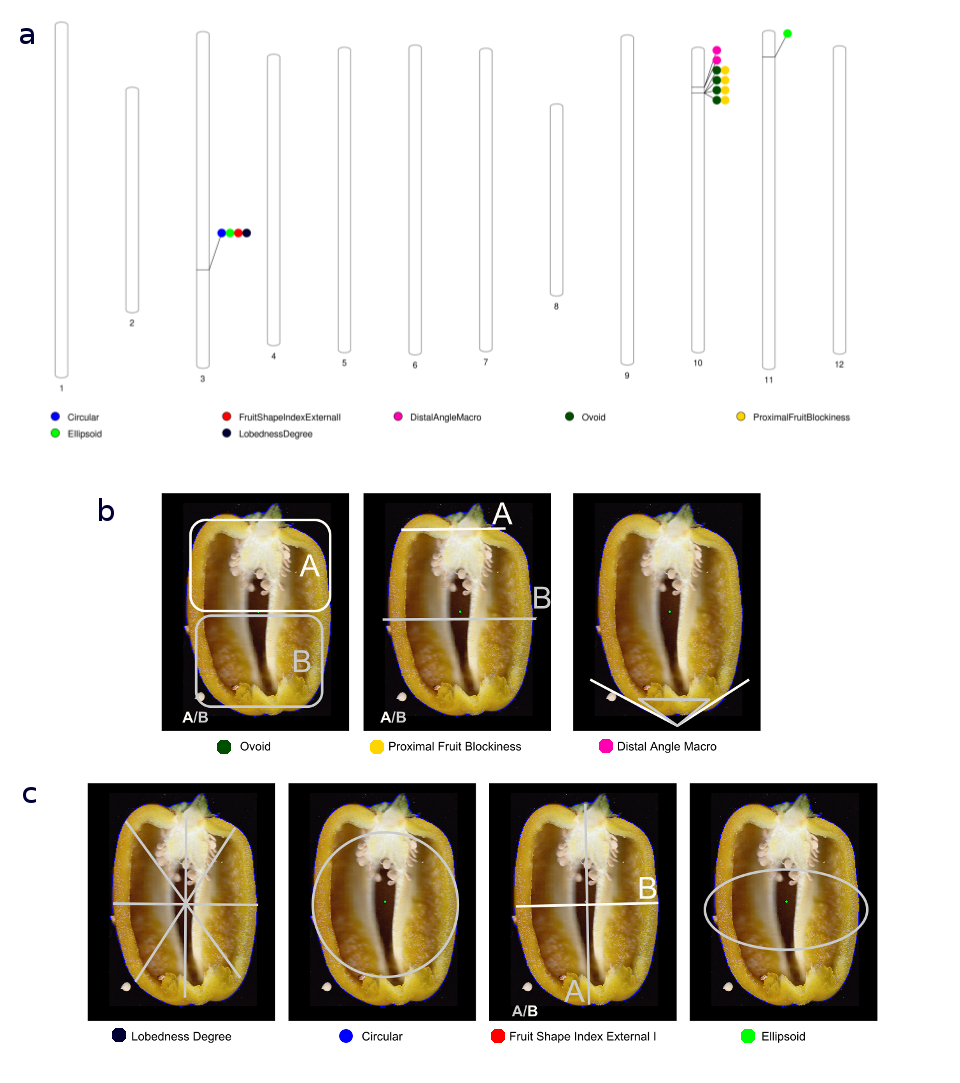 a
1
2
3
4
5
6
7
8
9
10
11
12
Circular
FruitShapeIndexExternalI
DistalAngleMacro
Ovoid
ProximalFruitBlockiness
Ellipsoid
LobednessDegree
b
A
B
A/B
A
B
A/B
Ovoid
Proximal Fruit Blockiness
Distal Angle Macro
c
B
A
A/B
Lobedness Degree
Circular
Fruit Shape Index External I
Ellipsoid